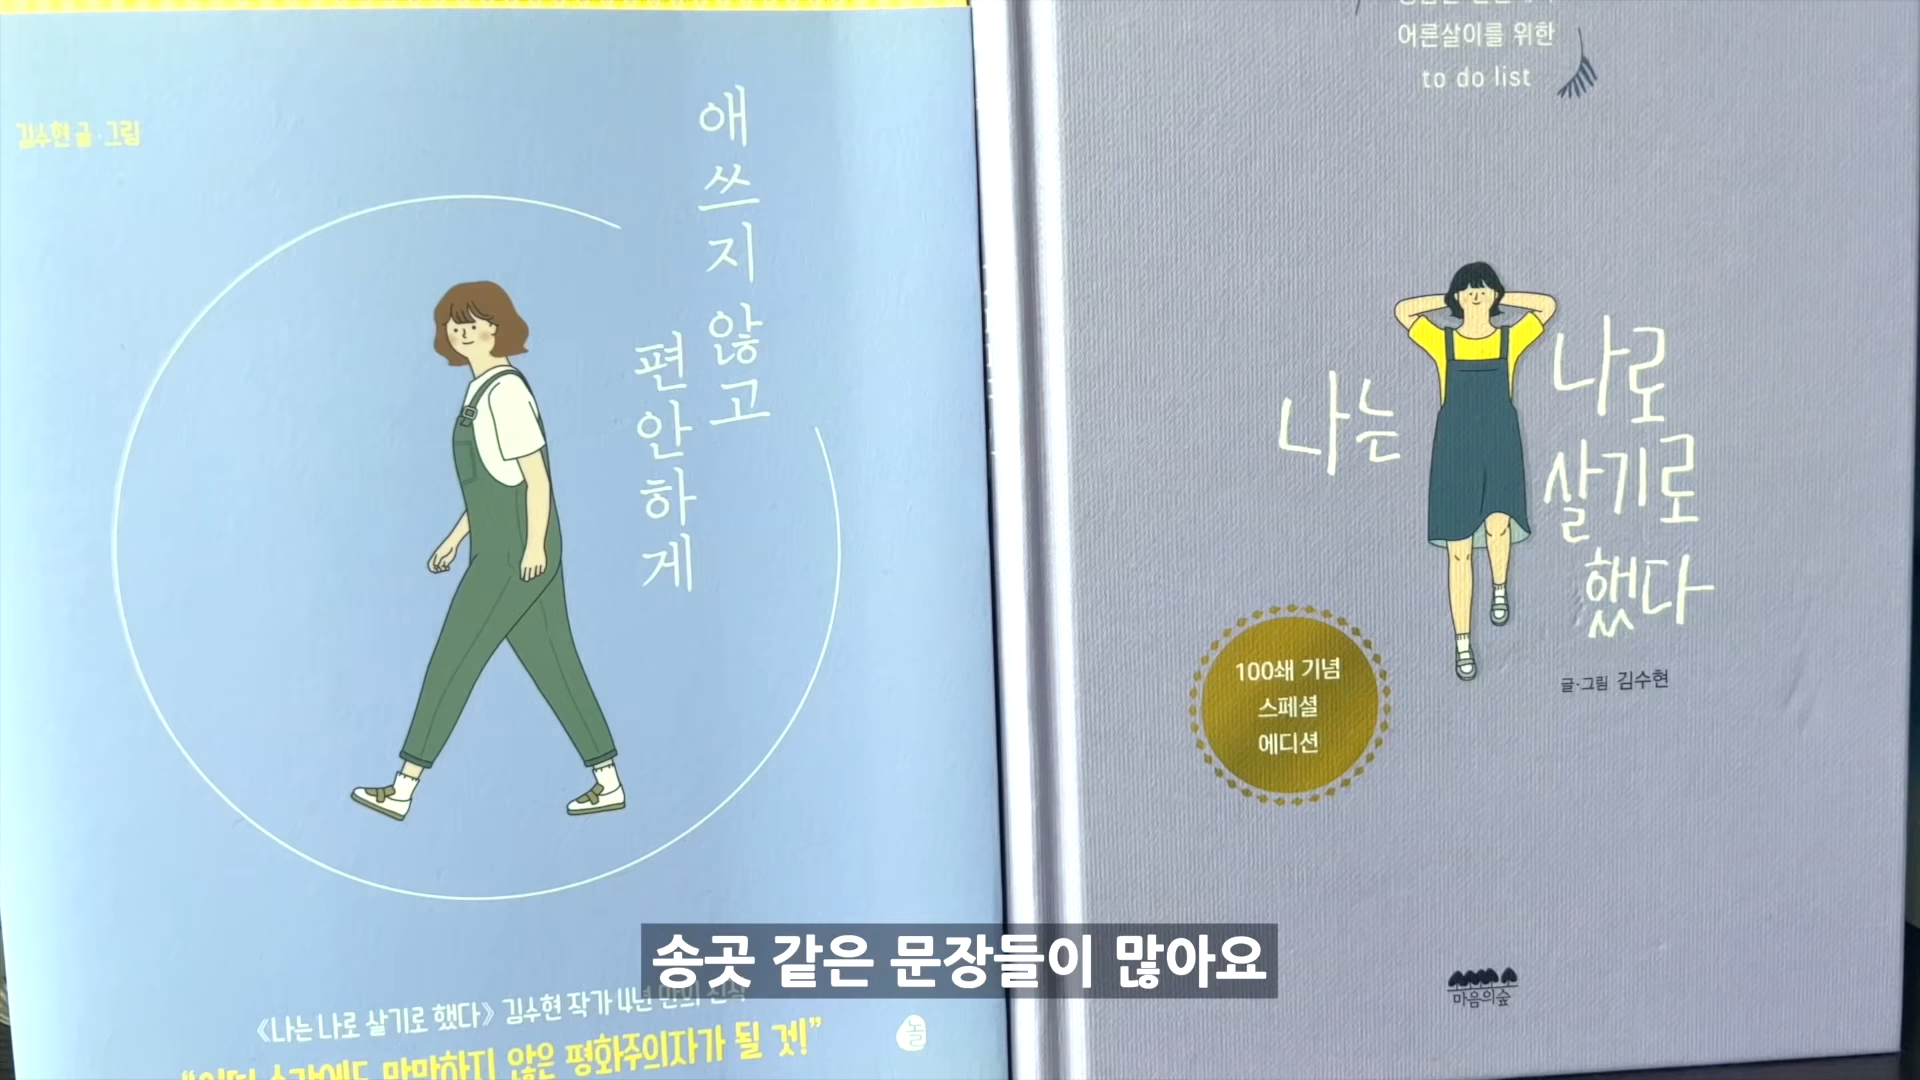 김수현 글·그림
애쓰지 않고
편안하게
《나는 나로 살기로 했다》 김수현 작가 4년 만의 신작
않은 평화주의자가 될 것!”
놀
어른살이를 위한
to do list
나는
나로
살기로
했다
글·그림 김수현
100쇄 기념
스페셜
에디션
마음의숲
송곳 같은 문장들이 많아요